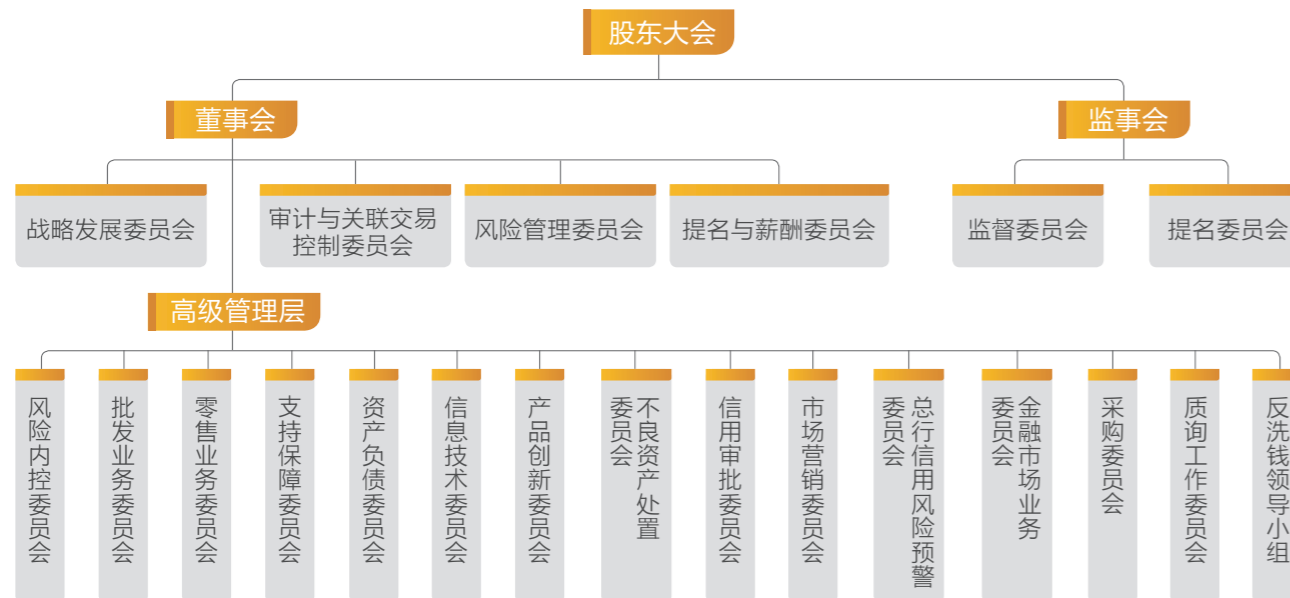 股东大会
董事会
监事会
战略发展委员会
审计与关联交易
控制委员会
风险管理委员会
提名与薪酬委员会
监督委员会
提名委员会
高级管理层
风险内控委员会
批发业务委员会
零售业务委员会
支持保障委员会
资产负债委员会
信息技术委员会
产品创新委员会
不良资产处置
委员会
信用审批委员会
市场营销委员会
总行信用风险预警
委员会
金融市场业务
委员会
采购委员会
质询工作委员会
反洗钱领导小组